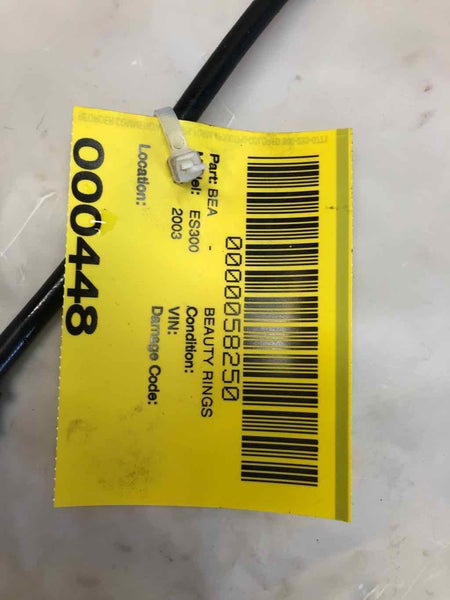 0000058250
Part: BEA - BEAUTY RINGS
Model: ES300 Condition:
2003 VIN:
Location: Damage Code:
000448